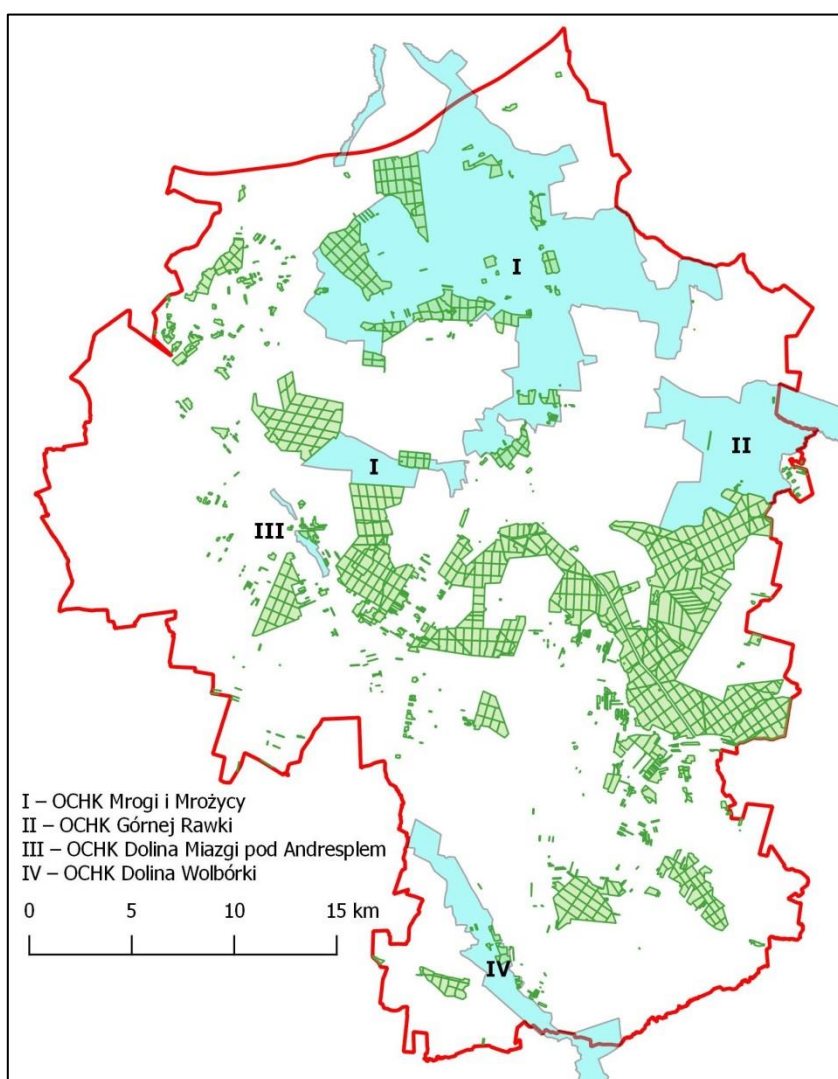 I
II
I
III
I – OCHK Mrogi i Mrożycy
II – OCHK Górnej Rawki
III – OCHK Dolina Miazgi pod Andresplem
IV – OCHK Dolina Wolbórki
0 5 10 15 km
IV